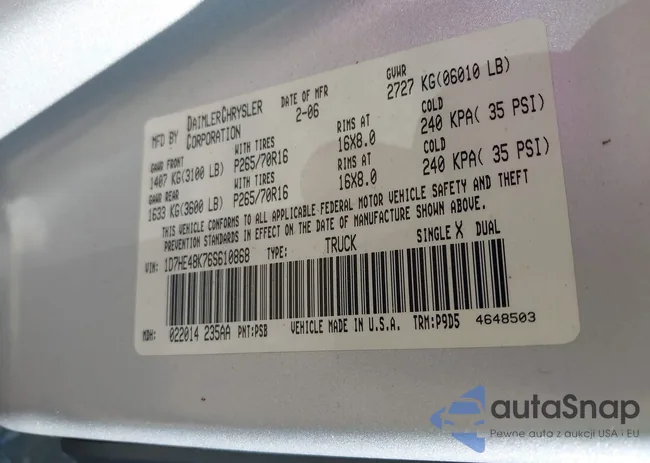 MFD BY DAIMLERCHRYSLER CORPORATION DATE OF MFR 2-06 GVWR 2727 KG(06010 LB)
GAWR FRONT 1407 KG(3100 LB) WITH TIRES P265/70R16 RIMS AT 16X8.0 COLD 240 KPA( 35 PSI)
GAWR REAR 1633 KG(3600 LB) WITH TIRES P265/70R16 RIMS AT 16X8.0 COLD 240 KPA( 35 PSI)
THIS VEHICLE CONFORMS TO ALL APPLICABLE FEDERAL MOTOR VEHICLE SAFETY AND THEFT
PREVENTION STANDARDS IN EFFECT ON THE DATE OF MANUFACTURE SHOWN ABOVE.
VIN: 1D7HE48K76S610868 TYPE: TRUCK SINGLE X DUAL
MDH: 022014 235AA PNT:PSB VEHICLE MADE IN U.S.A. TRM:P9D5 4648503
autaSnap
Pewne auta z aukcji USA i EU